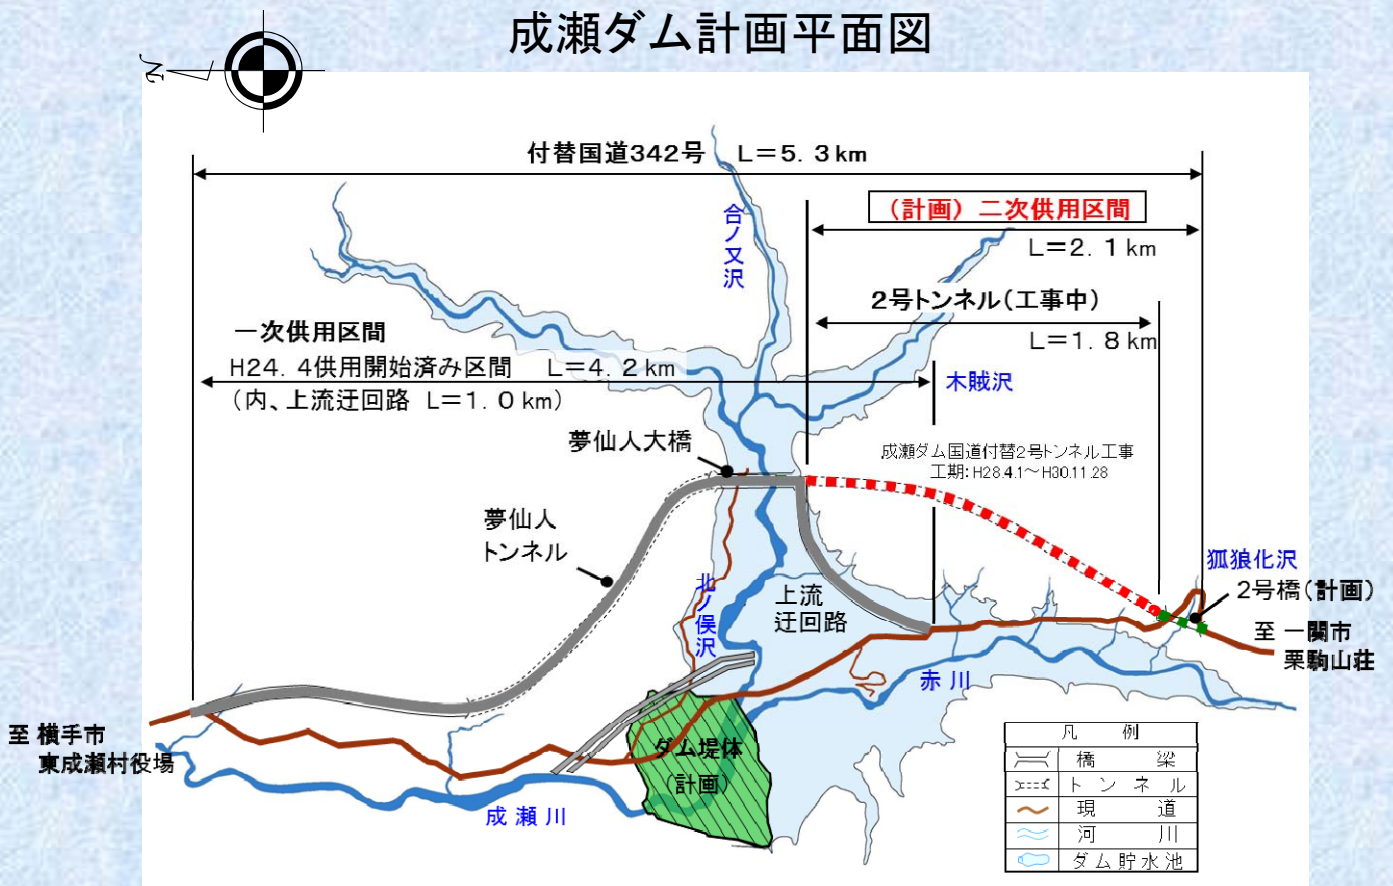 成瀬ダム計画平面図
N
付替国道342号 L=5.3km
(計画)二次供用区間
L=2.1km
合ノ又沢
2号トンネル(工事中)
L=1.8km
一次供用区間
H24.4供用開始済み区間 L=4.2km
(内、上流迂回路 L=1.0km)
木賊沢
夢仙人大橋
成瀬ダム国道付替2号トンネル工事
工期:H28.4.1~H30.11.28
夢仙人
トンネル
狐狼化沢
2号橋(計画)
北ノ俣沢
上流
迂回路
至 一関市
栗駒山荘
赤川
至 横手市
東成瀬村役場
ダム堤体
(計画)
成瀬川
凡例
橋梁
トンネル
現道
河川
ダム貯水池